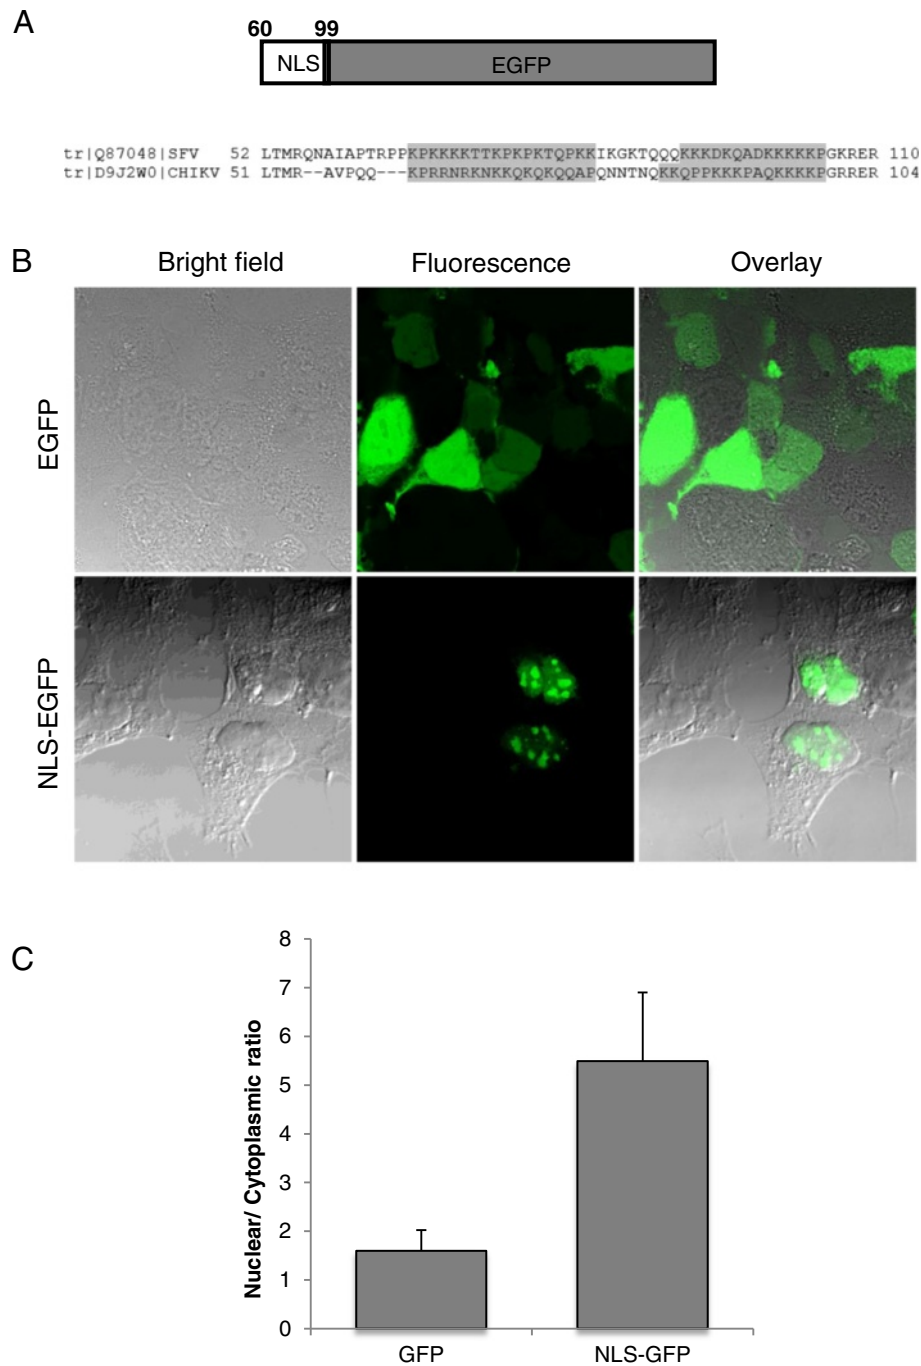 A
60 99
NLS EGFP
tr|Q87048|SFV 52 LTMRQNAIAPTRPPKPKKKKTTKPKPKTQPKKIKGKTQQQKKKDKQADKKKKKPGKRER 110
tr|D9J2W0|CHIKV 51 LTMR--AVPQQ---KPRRNRKNKKQKQKQQAPQNNTNQKKQPPKKKPAQKKKKPGRRER 104
B
Bright field Fluorescence Overlay
EGFP
NLS-EGFP
C
Nuclear/ Cytoplasmic ratio
8
7
6
5
4
3
2
1
0
GFP NLS-GFP